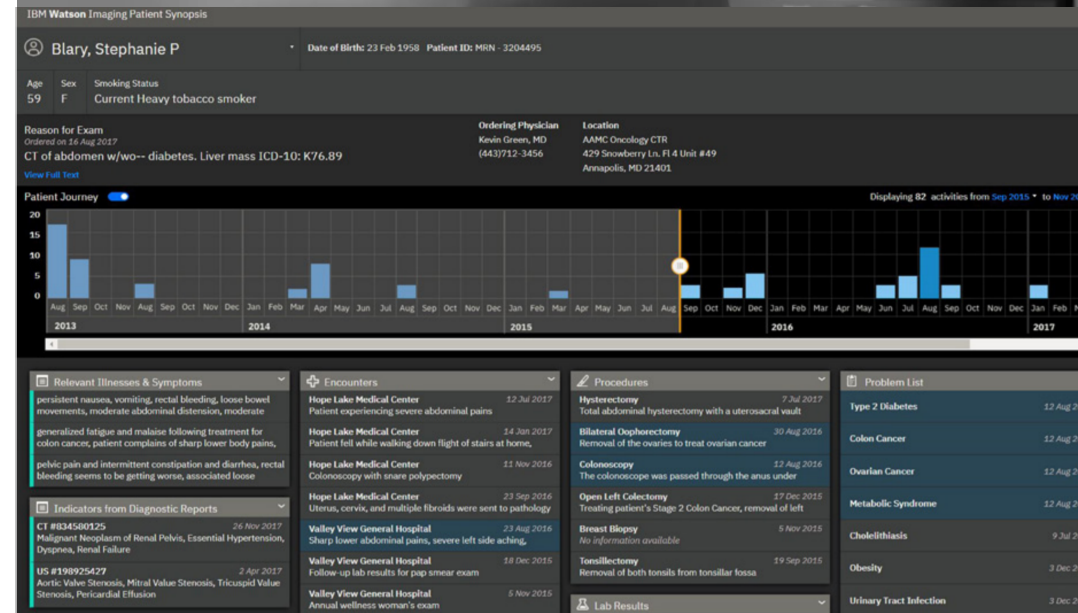 IBM Watson Imaging Patient Synopsis
Blary, Stephanie P
Date of Birth: 23 Feb 1958 Patient ID: MRN - 3204495
Age Sex Smoking Status
59 F Current Heavy tobacco smoker
Reason for Exam
Ordered on 16 Aug 2017
CT of abdomen w/wo-- diabetes. Liver mass ICD-10: K76.89
View Full Text
Ordering Physician
Kevin Green, MD
(443)712-3456
Location
AAMC Oncology CTR
429 Snowberry Ln. Fl 4 Unit #49
Annapolis, MD 21401
Patient Journey
Displaying 82 activities from Sep 2015 to Nov 20
20
15
10
5
0
Aug Sep Oct Nov Aug Sep Oct Nov Dec Jan Feb Mar Apr May Jun Jul Aug Sep Oct Nov Dec Jan Feb Mar Apr May Jun Jul Aug Sep Oct Nov Dec Jan Feb Mar Apr May Jun Jul Aug Sep Oct Nov Dec Jan Feb M
2013 2014 2015 2016 2017
Relevant Illnesses & Symptoms
persistent nausea, vomiting, rectal bleeding, loose bowel
movements, moderate abdominal distension, moderate
generalized fatigue and malaise following treatment for
colon cancer, patient complains of sharp lower body pains,
pelvic pain and intermittent constipation and diarrhea, rectal
bleeding seems to be getting worse, associated loose
Indicators from Diagnostic Reports
CT #834500125 26 Nov 2017
Malignant Neoplasm of Renal Pelvis, Essential Hypertension,
Dyspnea, Renal Failure
US #198925427 2 Apr 2017
Aortic Valve Stenosis, Mitral Value Stenosis, Tricuspid Value
Stenosis, Pericardial Effusion
Encounters
Hope Lake Medical Center 12 Jul 2017
Patient experiencing severe abdominal pains
Hope Lake Medical Center 14 Jan 2017
Patient fell while walking down flight of stairs at home,
Hope Lake Medical Center 11 Nov 2016
Colonoscopy with snare polypectomy
Hope Lake Medical Center 23 Sep 2016
Uterus, cervix, and multiple fibroids were sent to pathology
Valley View General Hospital 23 Aug 2016
Sharp lower abdominal pains, severe left side aching,
Valley View General Hospital 18 Dec 2015
Follow-up lab results for pap smear exam
Valley View General Hospital 5 Nov 2015
Annual wellness woman's exam
Procedures
Hysterectomy 7 Jul 2017
Total abdominal hysterectomy with a uterosacral vault
Bilateral Oophorectomy 30 Aug 2016
Removal of the ovaries to treat ovarian cancer
Colonoscopy 12 Aug 2016
The colonoscope was passed through the anus under
Open Left Colectomy 17 Dec 2015
Treating patient's Stage 2 Colon Cancer, removal of left
Breast Biopsy 5 Nov 2015
No information available
Tonsillectomy 19 Sep 2015
Removal of both tonsils from tonsillar fossa
Lab Results
Problem List
Type 2 Diabetes 12 Aug 2
Colon Cancer 12 Aug 2
Ovarian Cancer 12 Aug 2
Metabolic Syndrome 12 Aug 2
Cholelithiasis 9 Jul 2
Obesity 3 Dec 2
Urinary Tract Infection 3 Dec 2